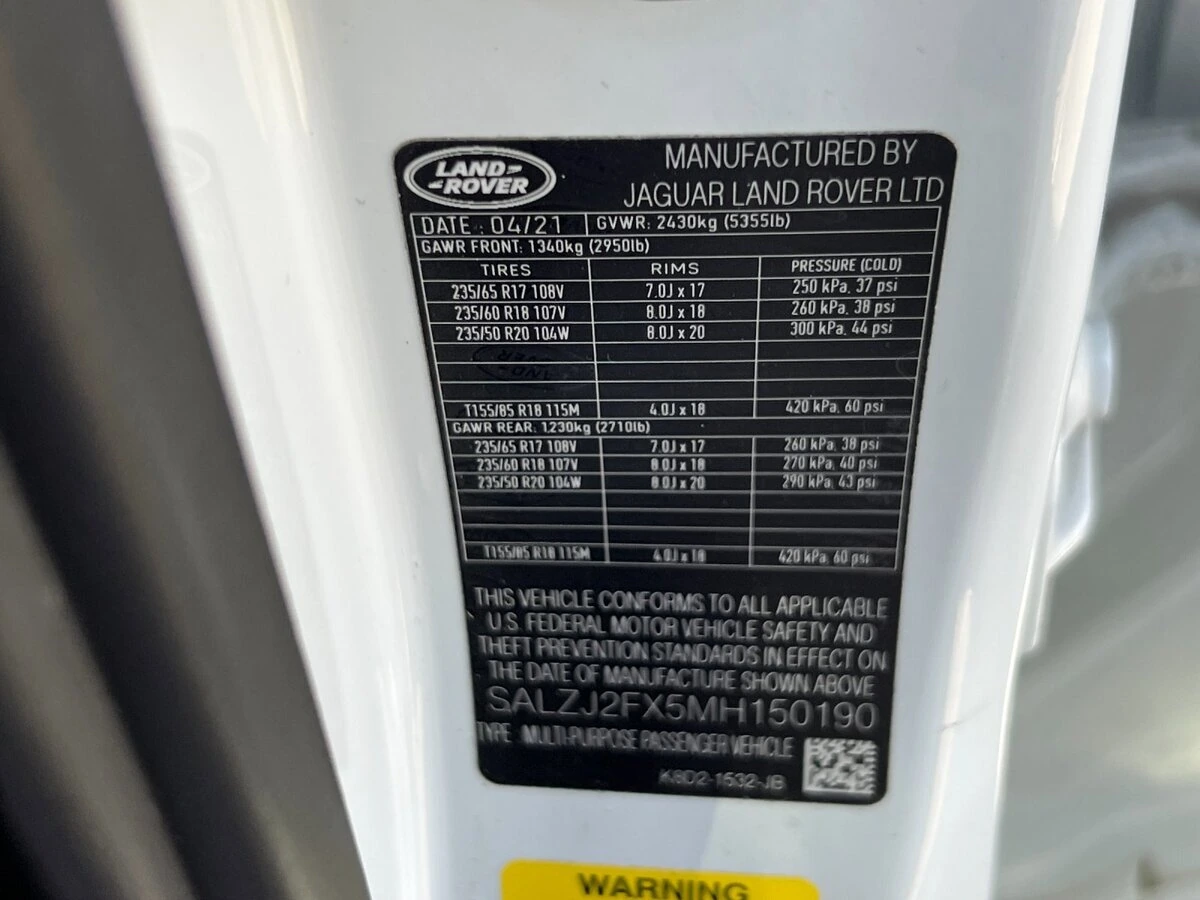 LAND-
-ROVER
MANUFACTURED BY
JAGUAR LAND ROVER LTD
DATE : 04/21 GVWR: 2430kg (5355lb)
GAWR FRONT: 1340kg (2950lb)
TIRES RIMS PRESSURE (COLD)
235/65 R17 108V 7.0J x 17 250 kPa, 37 psi
235/60 R18 107V 8.0J x 18 260 kPa, 38 psi
235/50 R20 104W 8.0J x 20 300 kPa, 44 psi
T155/85 R18 115M 4.0J x 18 420 kPa, 60 psi
GAWR REAR: 1230kg (2710lb)
235/65 R17 108V 7.0J x 17 260 kPa, 38 psi
235/60 R18 107V 8.0J x 18 270 kPa, 40 psi
235/50 R20 104W 8.0J x 20 290 kPa, 43 psi
T155/85 R18 115M 4.0J x 18 420 kPa, 60 psi
THIS VEHICLE CONFORMS TO ALL APPLICABLE
U.S. FEDERAL MOTOR VEHICLE SAFETY AND
THEFT PREVENTION STANDARDS IN EFFECT ON
THE DATE OF MANUFACTURE SHOWN ABOVE
SALZJ2FX5MH150190
TYPE MULTI-PURPOSE PASSENGER VEHICLE
K8D2-1532-JB
WARNING